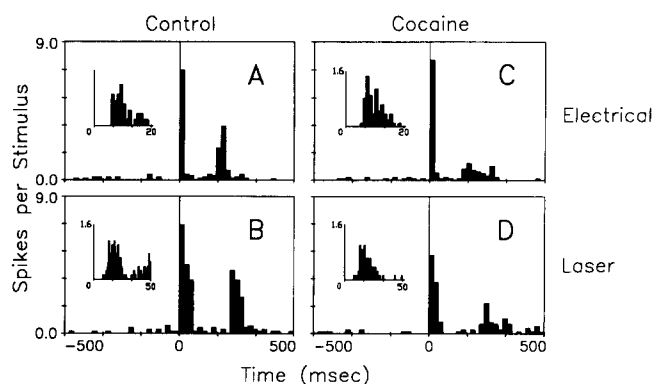 Control Cocaine
9.0
A
0 20
0.0
C
1.6
0 20
Electrical
Spikes per Stimulus
9.0
B
1.6
0 50
0.0
D
1.6
0 50
Laser
-500 0 500 -500 0 500
Time (msec)